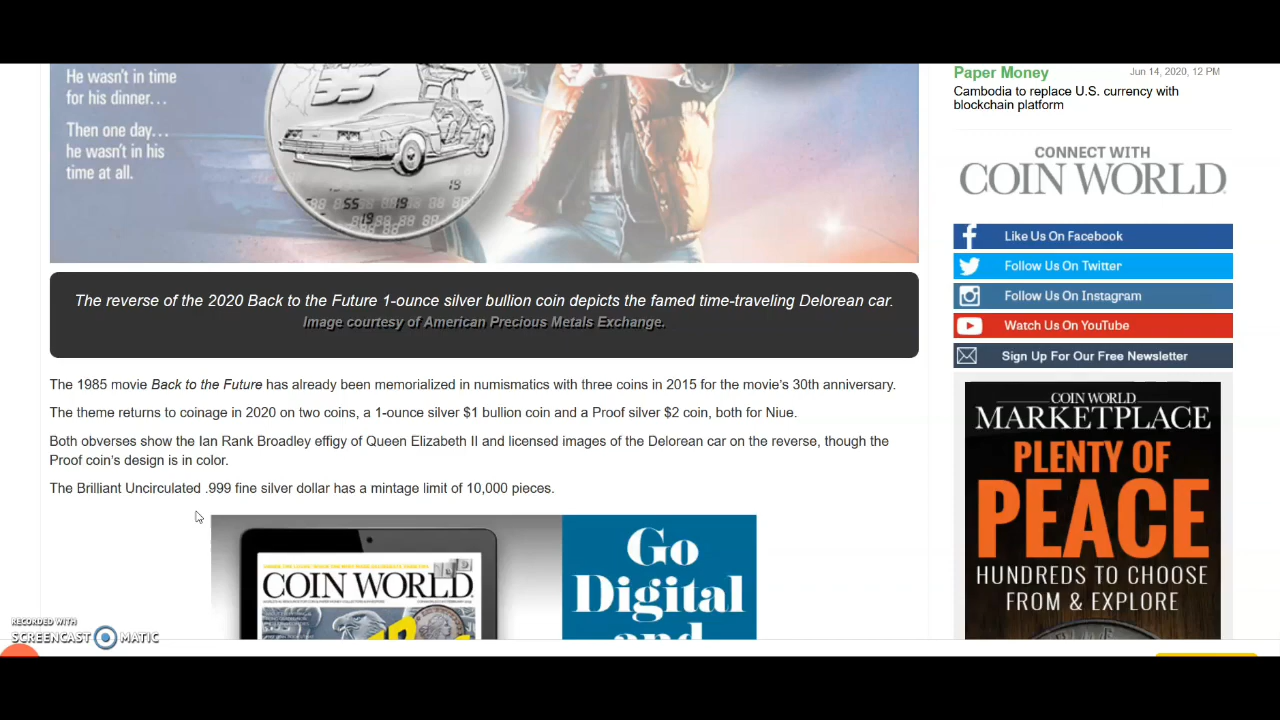 He wasn't in time
for his dinner...
Then one day...
he wasn't in his
time at all.
35
19
55 19
19
The reverse of the 2020 Back to the Future 1-ounce silver bullion coin depicts the famed time-traveling Delorean car.
Image courtesy of American Precious Metals Exchange.
The 1985 movie Back to the Future has already been memorialized in numismatics with three coins in 2015 for the movie's 30th anniversary.
The theme returns to coinage in 2020 on two coins, a 1-ounce silver $1 bullion coin and a Proof silver $2 coin, both for Niue.
Both obverses show the Ian Rank Broadley effigy of Queen Elizabeth II and licensed images of the Delorean car on the reverse, though the
Proof coin's design is in color.
The Brilliant Uncirculated .999 fine silver dollar has a mintage limit of 10,000 pieces.
COIN WORLD
Go
Digital
and
Paper Money Jun 14, 2020, 12 PM
Cambodia to replace U.S. currency with
blockchain platform
CONNECT WITH
COIN WORLD.
Like Us On Facebook
Follow Us On Twitter
Follow Us On Instagram
Watch Us On YouTube
Sign Up For Our Free Newsletter
COIN WORLD
MARKETPLACE
PLENTY OF
PEACE
HUNDREDS TO CHOOSE
FROM & EXPLORE
RECORDED WITH
SCREENCAST MATIC